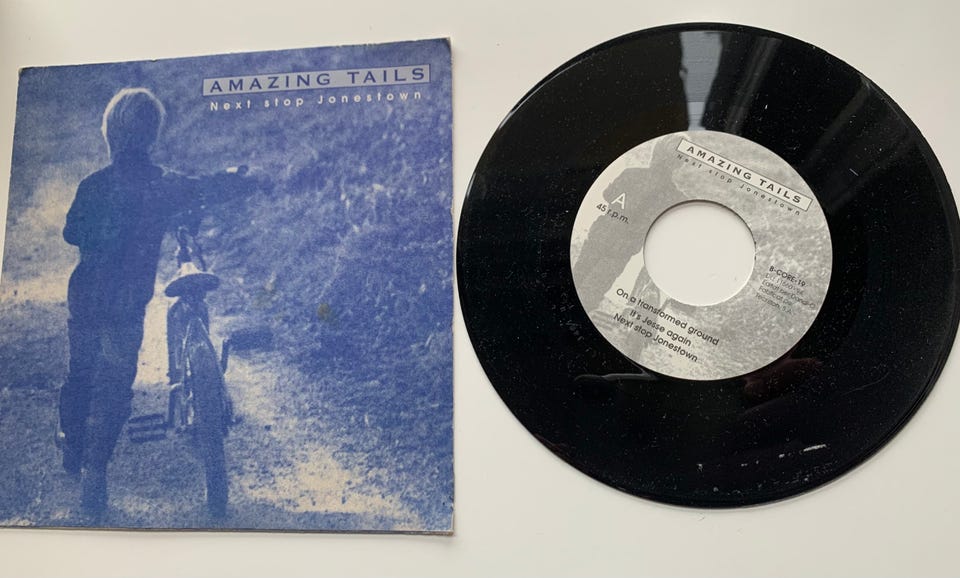 AMAZING TAILS
Next stop Jonestown
AMAZING TAILS
Next stop Jonestown
A
45 r.p.m.
B-CORE-19
On a transformed ground
It's Jesse again
Next stop Jonestown